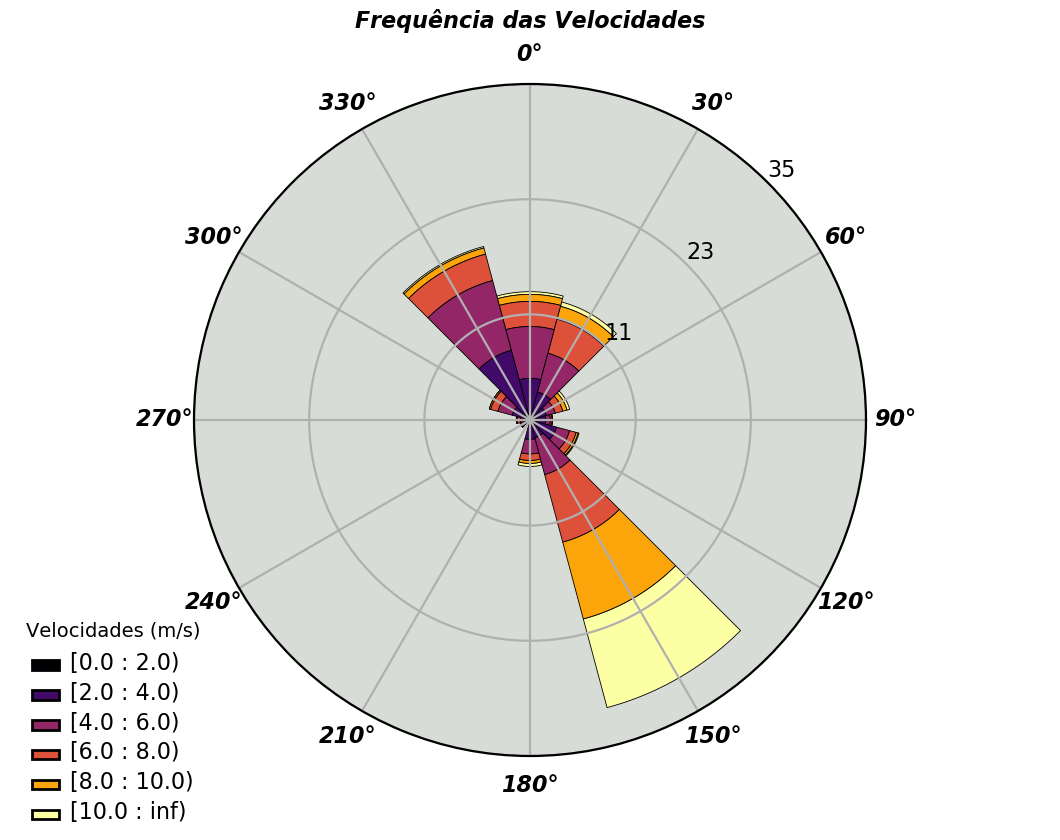 Frequência das Velocidades
0°
330°
30°
35
300°
60°
23
11
270°
90°
240°
120°
210°
150°
180°
Velocidades (m/s)
[0.0 : 2.0)
[2.0 : 4.0)
[4.0 : 6.0)
[6.0 : 8.0)
[8.0 : 10.0)
[10.0 : inf)